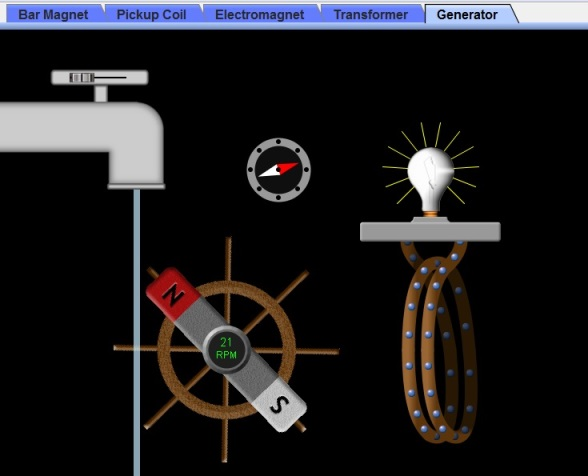 Bar Magnet Pickup Coil Electromagnet Transformer Generator
N
21
RPM
S